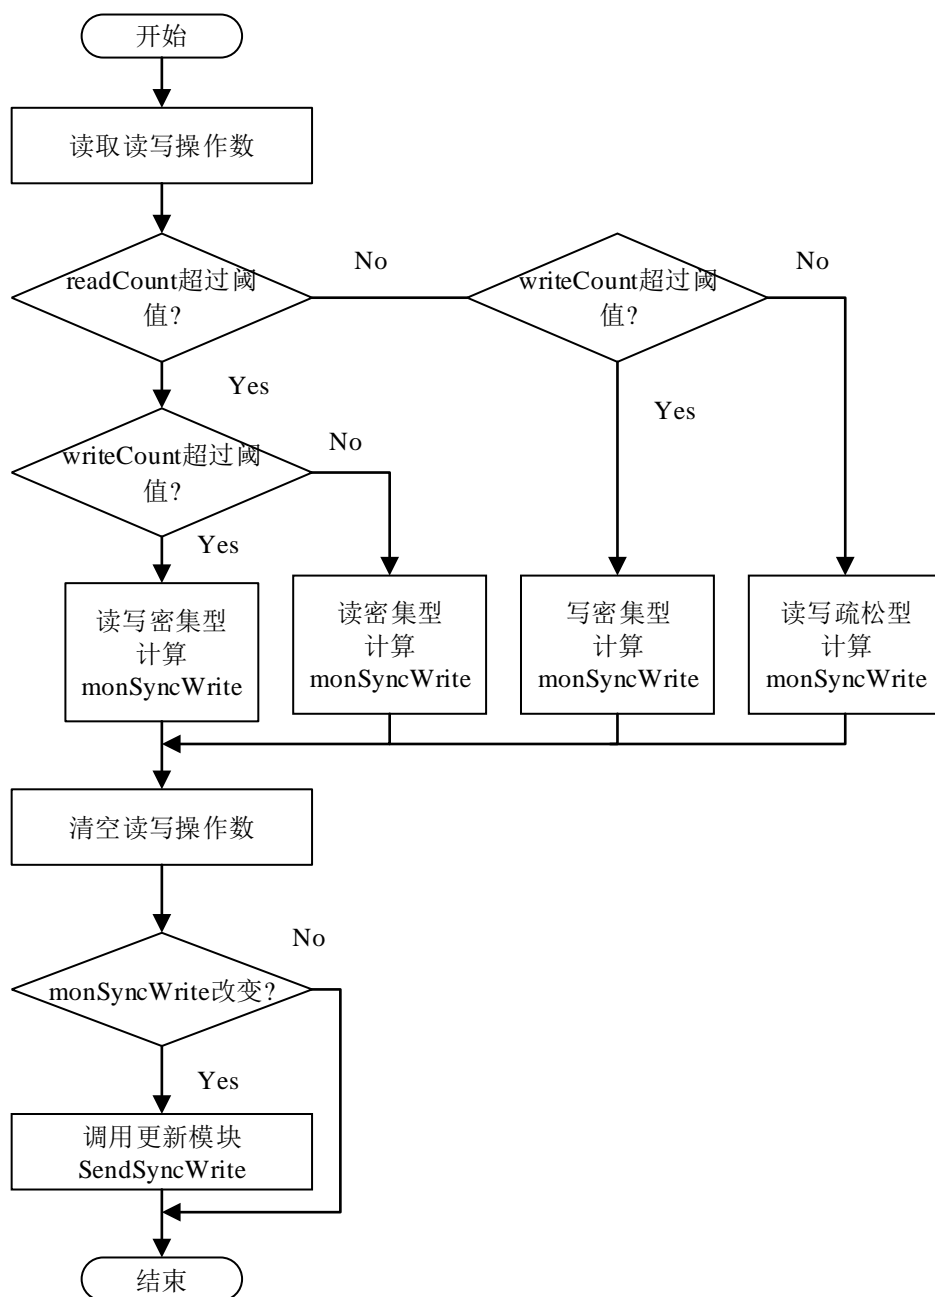 开始
读取读写操作数
readCount超过阈
值?
No
writeCount超过阈
值?
No
Yes
Yes
writeCount超过阈
值?
No
Yes
读写密集型
计算
monSyncWrite
读密集型
计算
monSyncWrite
写密集型
计算
monSyncWrite
读写疏松型
计算
monSyncWrite
清空读写操作数
monSyncWrite改变?
No
Yes
调用更新模块
SendSyncWrite
结束